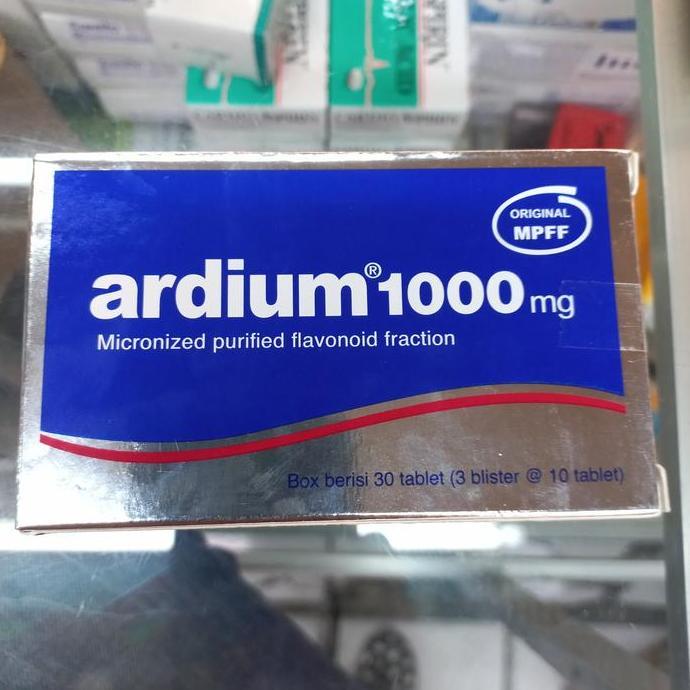 ORIGINAL
MPFF
ardium® 1000 mg
Micronized purified flavonoid fraction
Box berisi 30 tablet (3 blister @ 10 tablet)